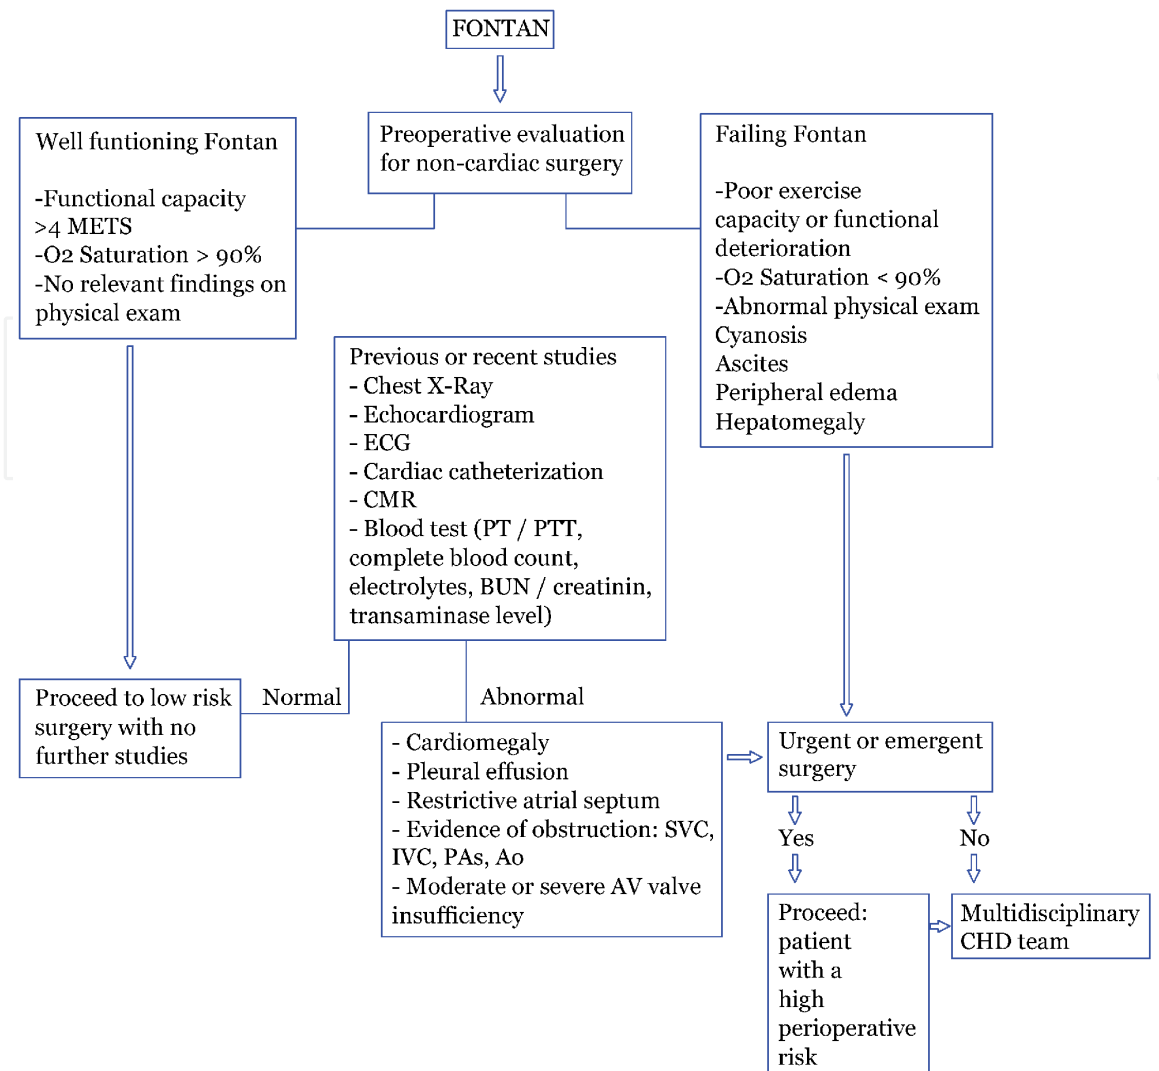 FONTAN
Preoperative evaluation
for non-cardiac surgery
Well funtioning Fontan
-Functional capacity
>4 METS
-O2 Saturation > 90%
-No relevant findings on
physical exam
Failing Fontan
-Poor exercise
capacity or functional
deterioration
-O2 Saturation < 90%
-Abnormal physical exam
Cyanosis
Ascites
Peripheral edema
Hepatomegaly
Previous or recent studies
- Chest X-Ray
- Echocardiogram
- ECG
- Cardiac catheterization
- CMR
- Blood test (PT / PTT,
complete blood count,
electrolytes, BUN / creatinin,
transaminase level)
Proceed to low risk
surgery with no
further studies
Normal
Abnormal
- Cardiomegaly
- Pleural effusion
- Restrictive atrial septum
- Evidence of obstruction: SVC,
IVC, PAs, Ao
- Moderate or severe AV valve
insufficiency
Urgent or emergent
surgery
Yes
No
Proceed:
patient
with a
high
perioperative
risk
Multidisciplinary
CHD team